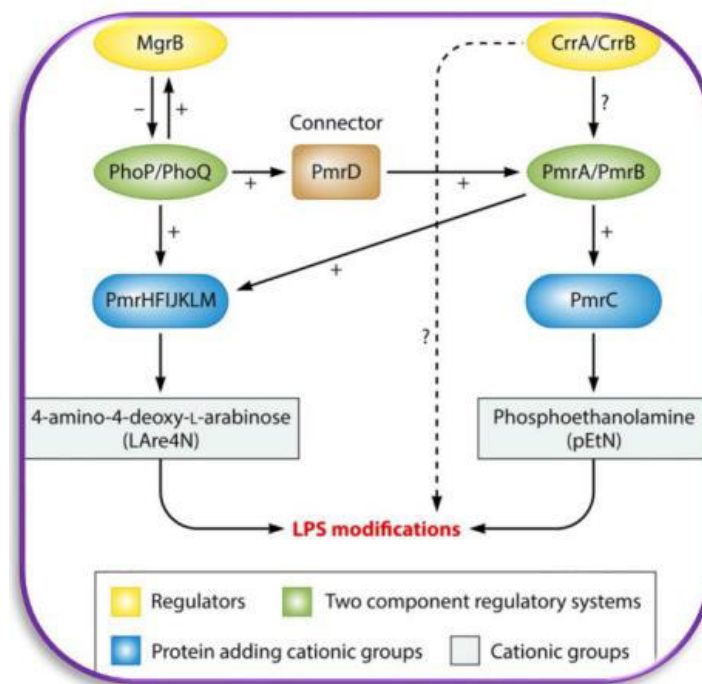 MgrB
CrrA/CrrB
–
+
?
Connector
PhoP/PhoQ
+
PmrD
+
PmrA/PmrB
+
+
+
PmrHFIJKLM
PmrC
?
4-amino-4-deoxy-L-arabinose
(LAre4N)
Phosphoethanolamine
(pEtN)
LPS modifications
Regulators
Two component regulatory systems
Protein adding cationic groups
Cationic groups